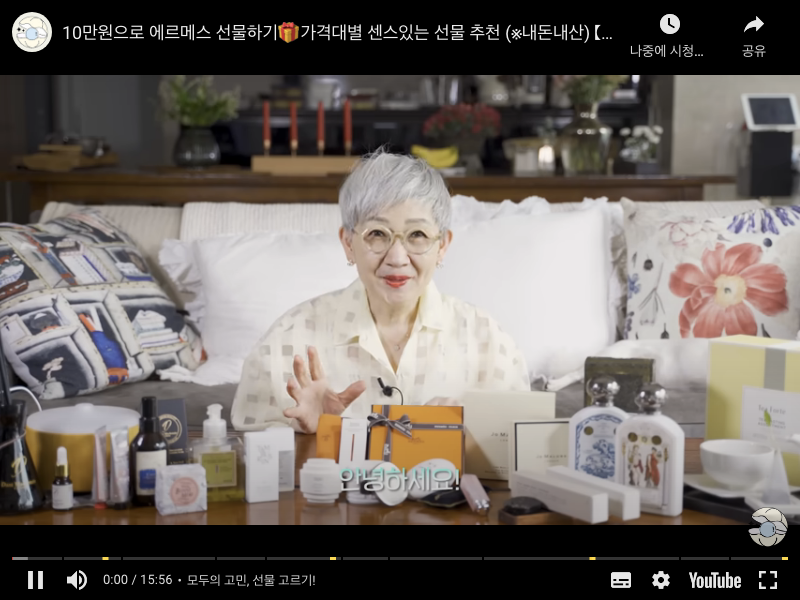 10만원으로 에르메스 선물하기🎁가격대별 센스있는 선물 추천 (※내돈내산)【...
나중에 시청...
공유
안녕하세요!
0:00 / 15:56 • 모두의 고민, 선물 고르기!
YouTube